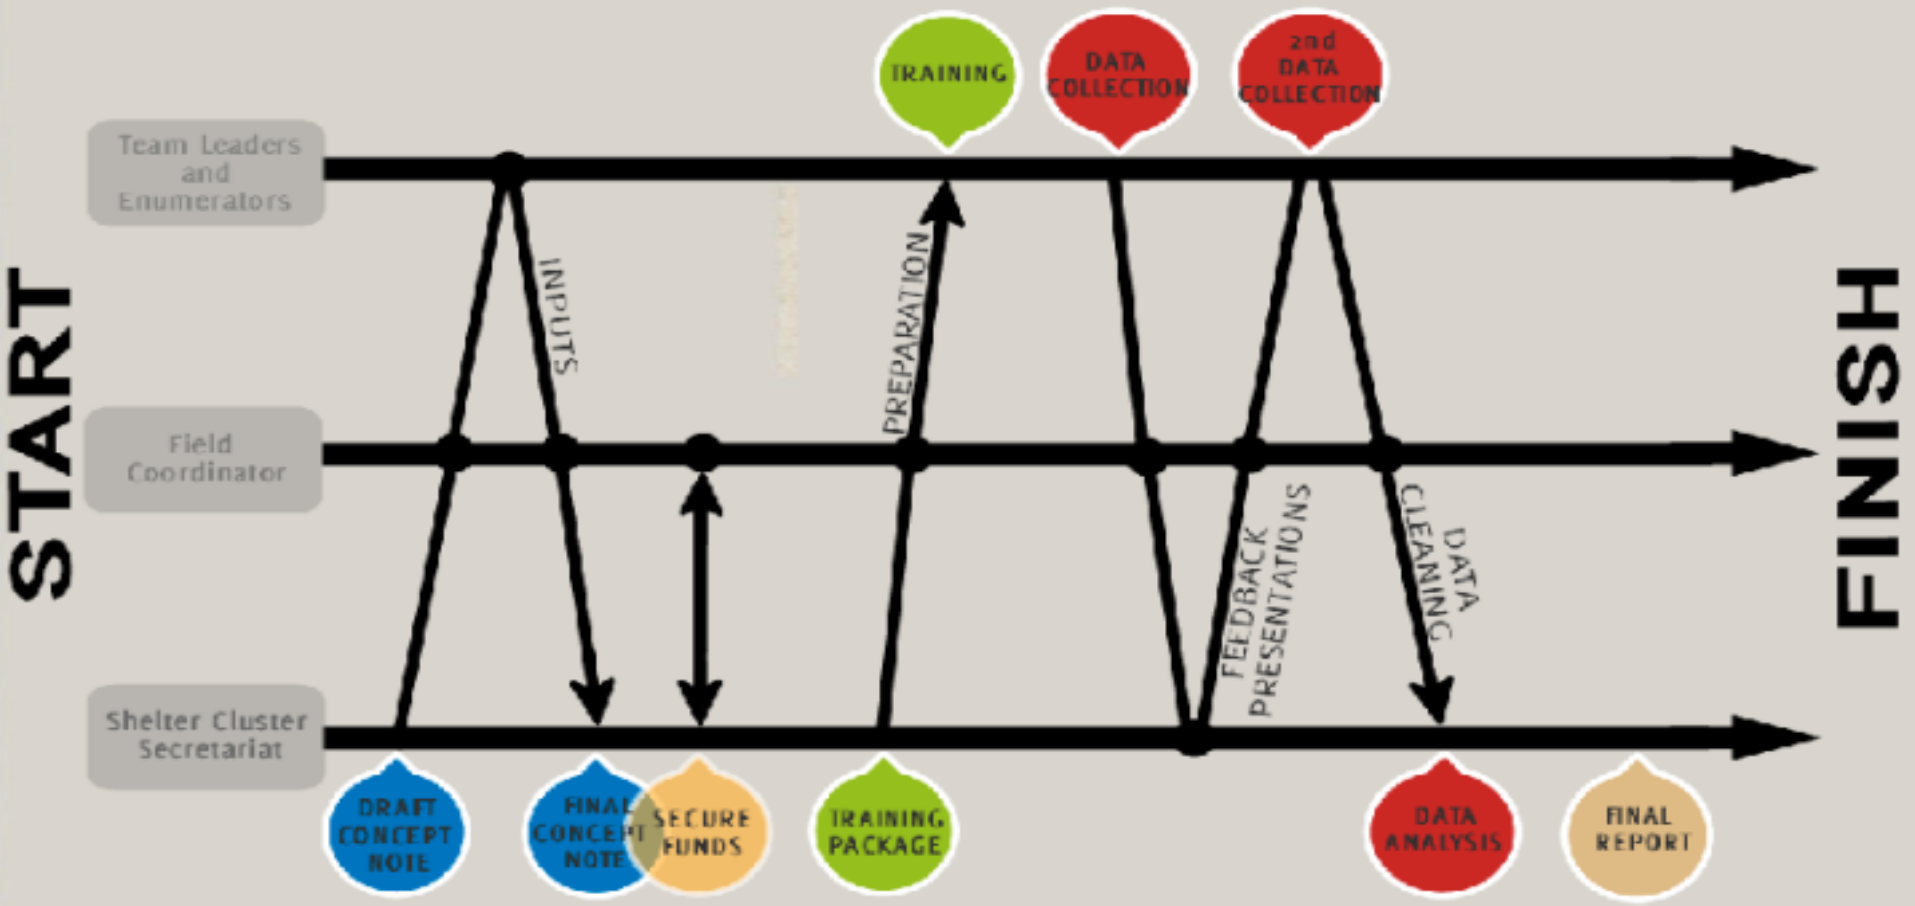 START
TRAINING
DATA
COLLECTION
2nd
DATA
COLLECTION
Team Leaders
and
Enumerators
INPUTS
PREPARATION
Field
Coordinator
FEEDBACK
PRESENTATIONS
DATA
CLEANING
Shelter Cluster
Secretariat
DRAFT
CONCEPT
NOTE
FINAL
CONCEPT
NOTE
SECURE
FUNDS
TRAINING
PACKAGE
DATA
ANALYSIS
FINAL
REPORT
FINISH